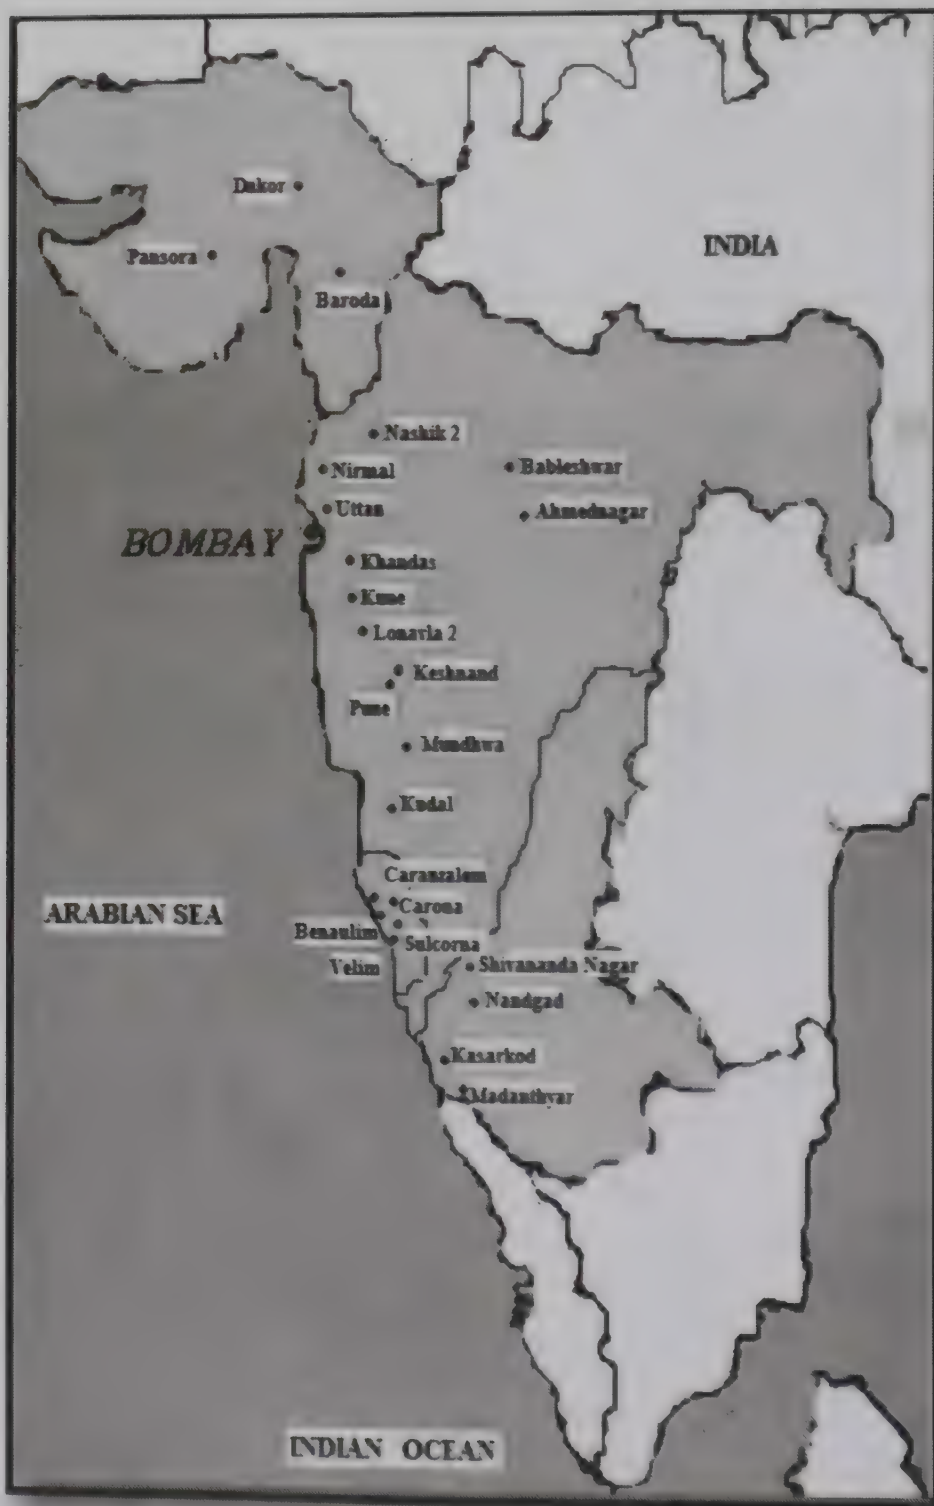 Dakor
INDIA
Pansora
Baroda
Nashik 2
Nirmal
Bableshwar
Uttan
Ahmednagar
BOMBAY
Khandas
Kune
Lonavla 2
Keshnand
Pune
Mundhwa
Kudal
Caranzalem
Carona
ARABIAN SEA
Benaulim
Sulcorna
Velim
Shivananda Nagar
Nandgad
Kasarkod
Madanthyar
INDIAN OCEAN